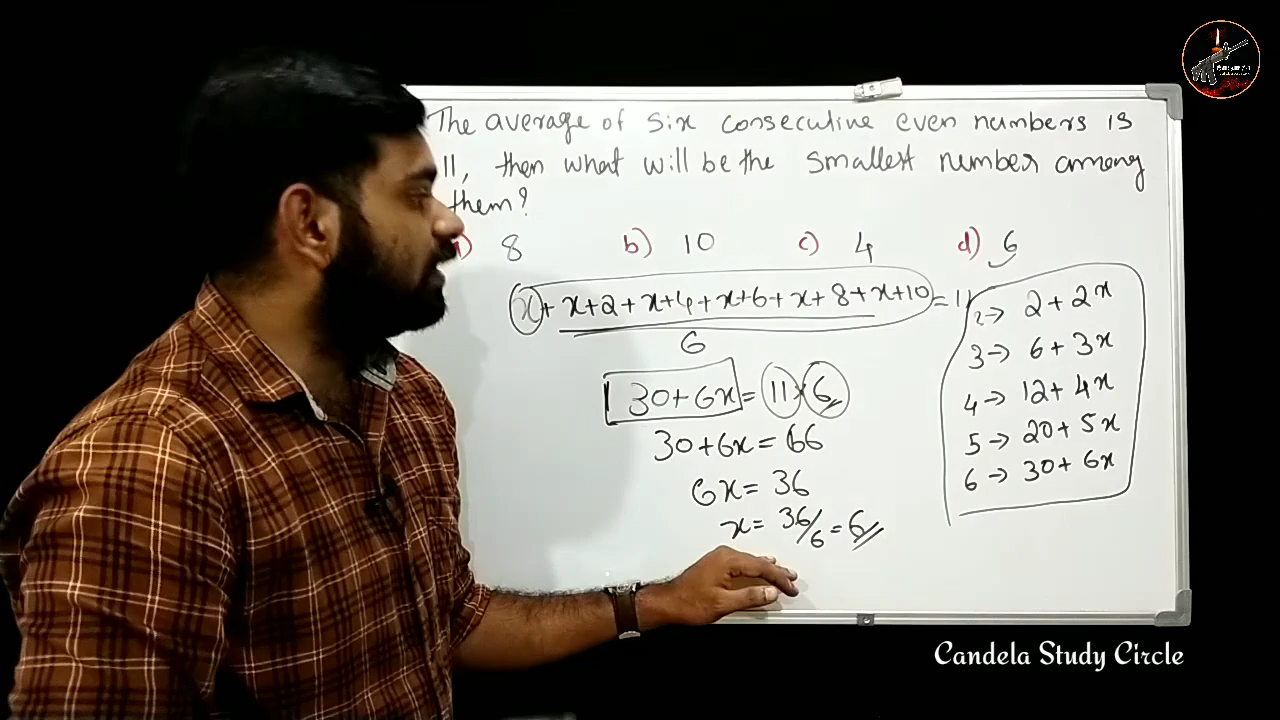 The average of six consecutive even numbers is
11, then what will be the smallest number among
them?
a) 8 b) 10 c) 4 d) 6
x+x+2+x+4+x+6+x+8+x+10 = 11
6
30+6x = 11×6
30+6x = 66
6x = 36
x = 36/6 = 6
2→ 2+2x
3→ 6+3x
4→ 12+4x
5→ 20+5x
6→ 30+6x
Candela Study Circle